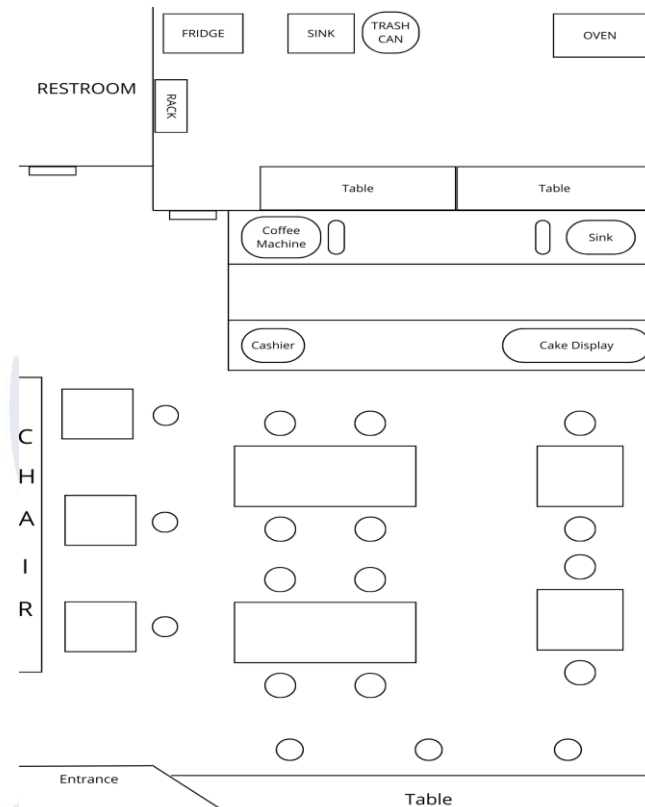 FRIDGE
SINK
TRASH
CAN
OVEN
RESTROOM
RACK
Table
Table
Coffee
Machine
Sink
Cashier
Cake Display
C
H
A
I
R
Entrance
Table